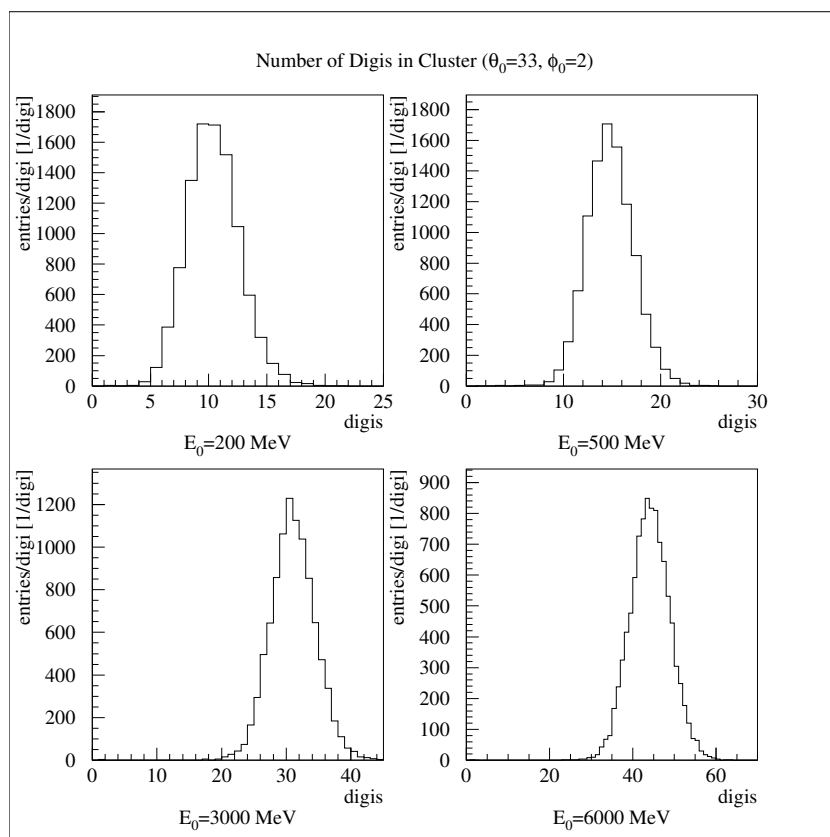 Number of Digis in Cluster (θ₀=33, ϕ₀=2)
entries/digi [1/digi]
1800
1600
1400
1200
1000
800
600
400
200
0
0 5 10 15 20 25
digis
E₀=200 MeV
entries/digi [1/digi]
1800
1600
1400
1200
1000
800
600
400
200
0
0 10 20 30
digis
E₀=500 MeV
entries/digi [1/digi]
1200
1000
800
600
400
200
0
0 10 20 30 40
digis
E₀=3000 MeV
entries/digi [1/digi]
900
800
700
600
500
400
300
200
100
0
0 20 40 60
digis
E₀=6000 MeV